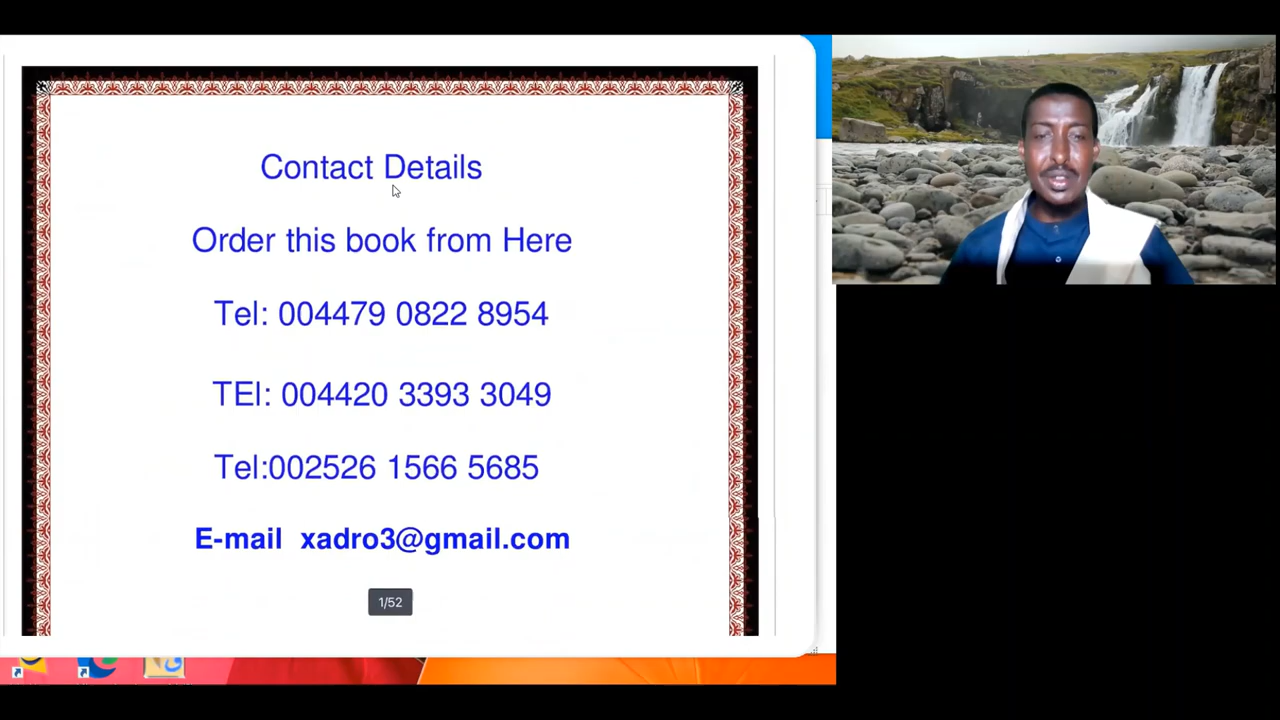 Contact Details
Order this book from Here
Tel: 004479 0822 8954
TEl: 004420 3393 3049
Tel:002526 1566 5685
E-mail xadro3@gmail.com
1/52